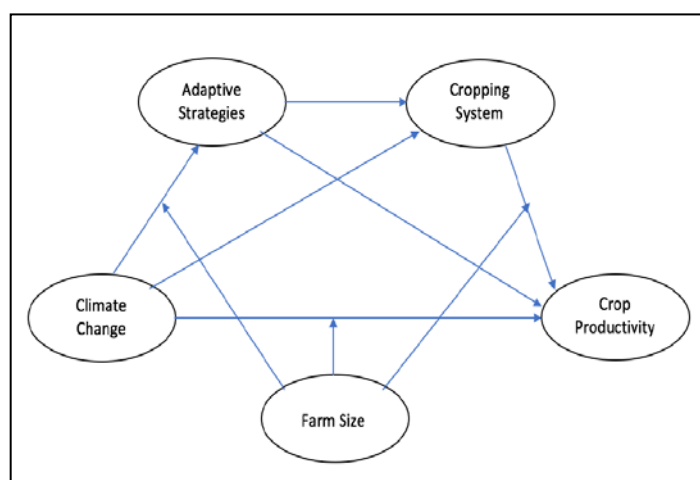 Adaptive
Strategies
Cropping
System
Climate
Change
Crop
Productivity
Farm Size